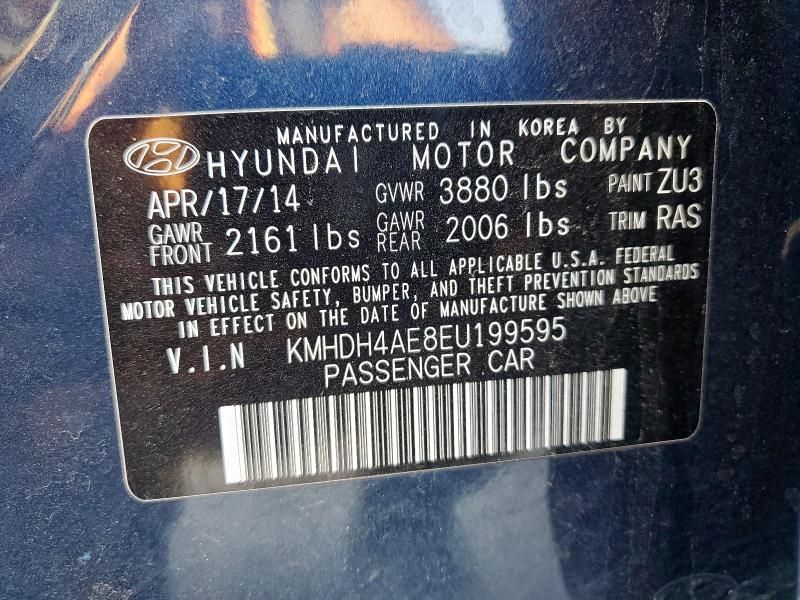 MANUFACTURED IN KOREA BY
HYUNDAI MOTOR COMPANY
APR/17/14 GVWR 3880 lbs PAINT ZU3
GAWR FRONT 2161 lbs GAWR REAR 2006 lbs TRIM RAS
THIS VEHICLE CONFORMS TO ALL APPLICABLE U.S.A. FEDERAL
MOTOR VEHICLE SAFETY, BUMPER, AND THEFT PREVENTION STANDARDS
IN EFFECT ON THE DATE OF MANUFACTURE SHOWN ABOVE
V.I.N KMHDH4AE8EU199595
PASSENGER CAR